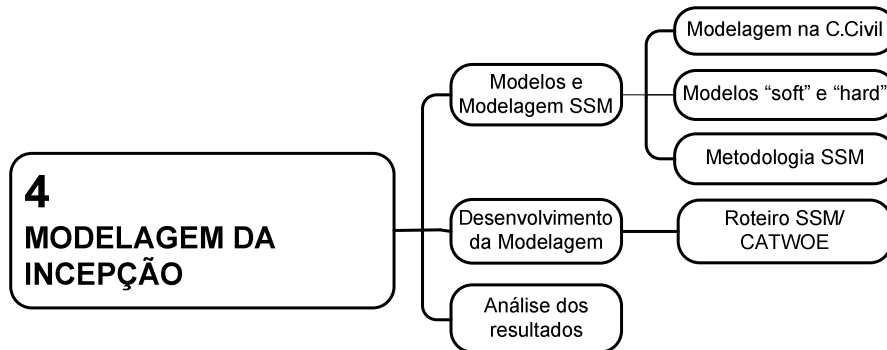 4
MODELAGEM DA
INCEPÇÃO
Modelos e
Modelagem SSM
Modelagem na C.Civil
Modelos “soft” e “hard”
Metodologia SSM
Desenvolvimento
da Modelagem
Roteiro SSM/
CATWOE
Análise dos
resultados